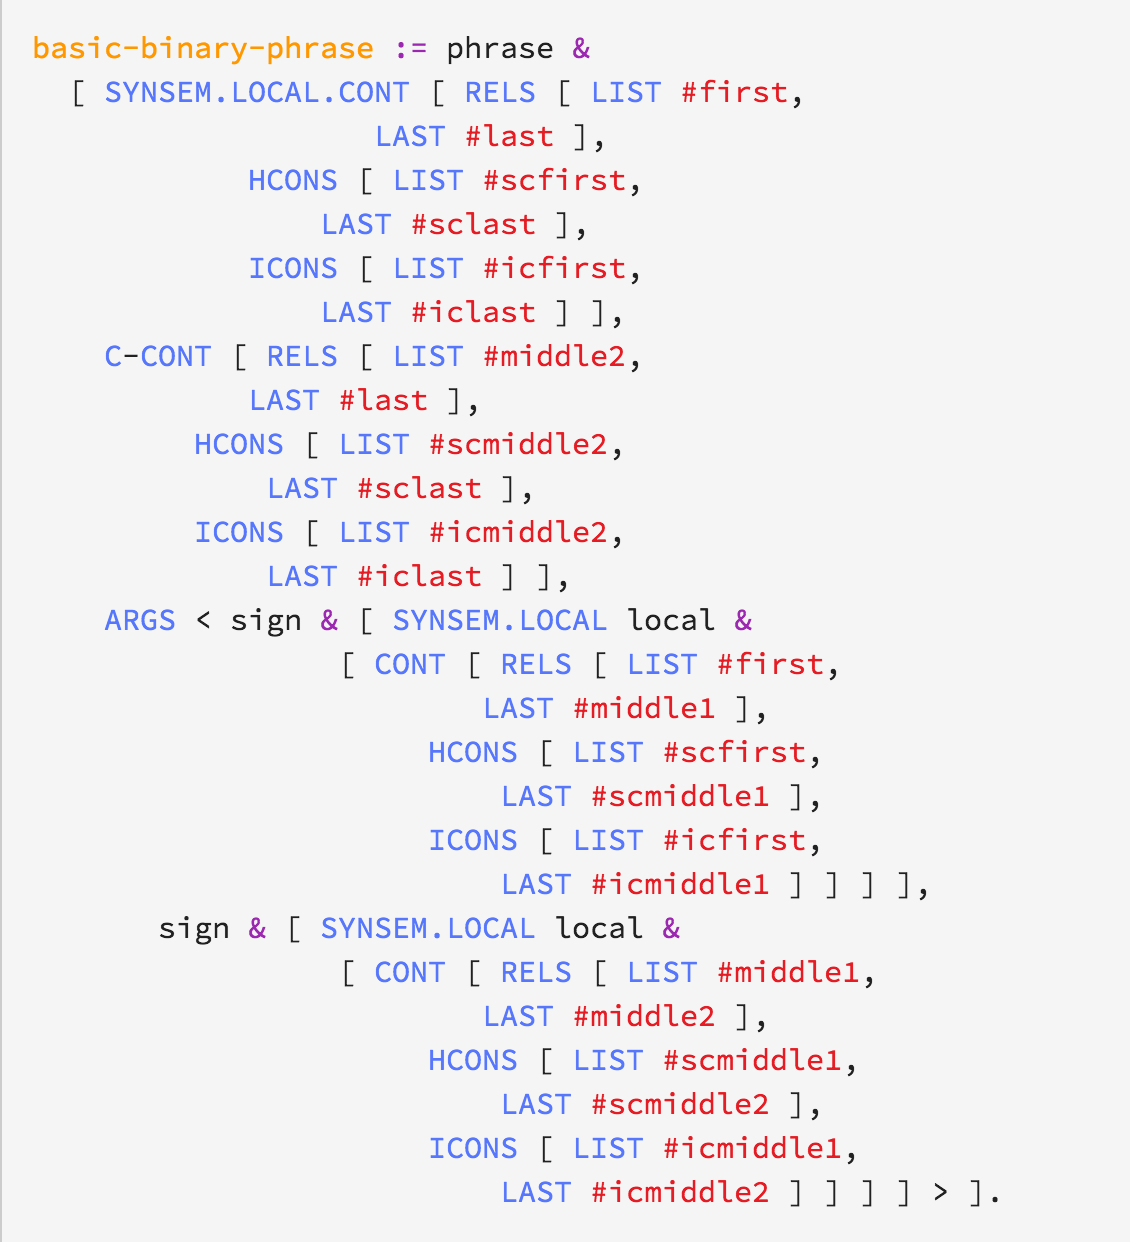 basic-binary-phrase := phrase &
[ SYNSEM.LOCAL.CONT [ RELS [ LIST #first,
LAST #last ],
HCONS [ LIST #scfirst,
LAST #sclast ],
ICONS [ LIST #icfirst,
LAST #iclast ] ],
C-CONT [ RELS [ LIST #middle2,
LAST #last ],
HCONS [ LIST #scmiddle2,
LAST #sclast ],
ICONS [ LIST #icmiddle2,
LAST #iclast ] ],
ARGS < sign & [ SYNSEM.LOCAL local &
[ CONT [ RELS [ LIST #first,
LAST #middle1 ],
HCONS [ LIST #scfirst,
LAST #scmiddle1 ],
ICONS [ LIST #icfirst,
LAST #icmiddle1 ] ] ] ],
sign & [ SYNSEM.LOCAL local &
[ CONT [ RELS [ LIST #middle1,
LAST #middle2 ],
HCONS [ LIST #scmiddle1,
LAST #scmiddle2 ],
ICONS [ LIST #icmiddle1,
LAST #icmiddle2 ] ] ] ] > ].